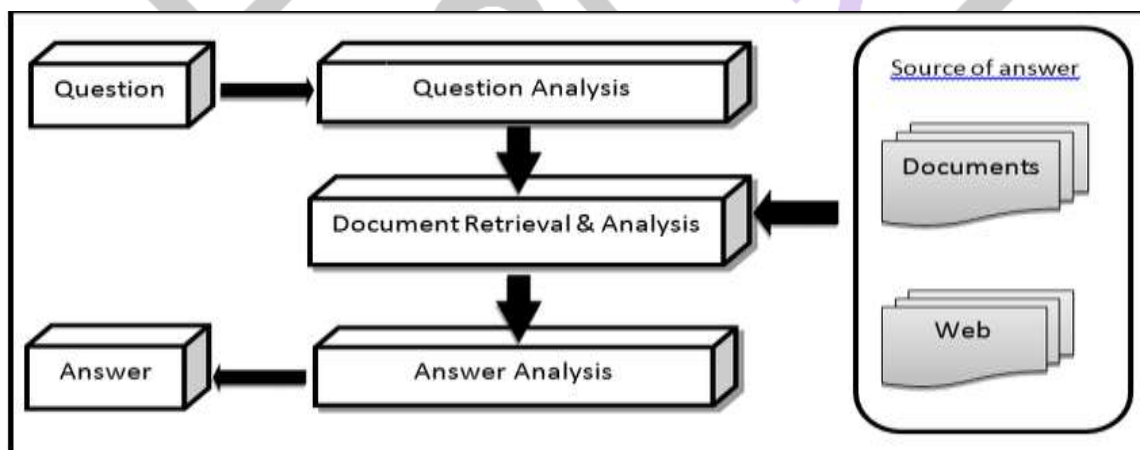 Question
Question Analysis
Source of answer
Documents
Document Retrieval & Analysis
Web
Answer
Answer Analysis